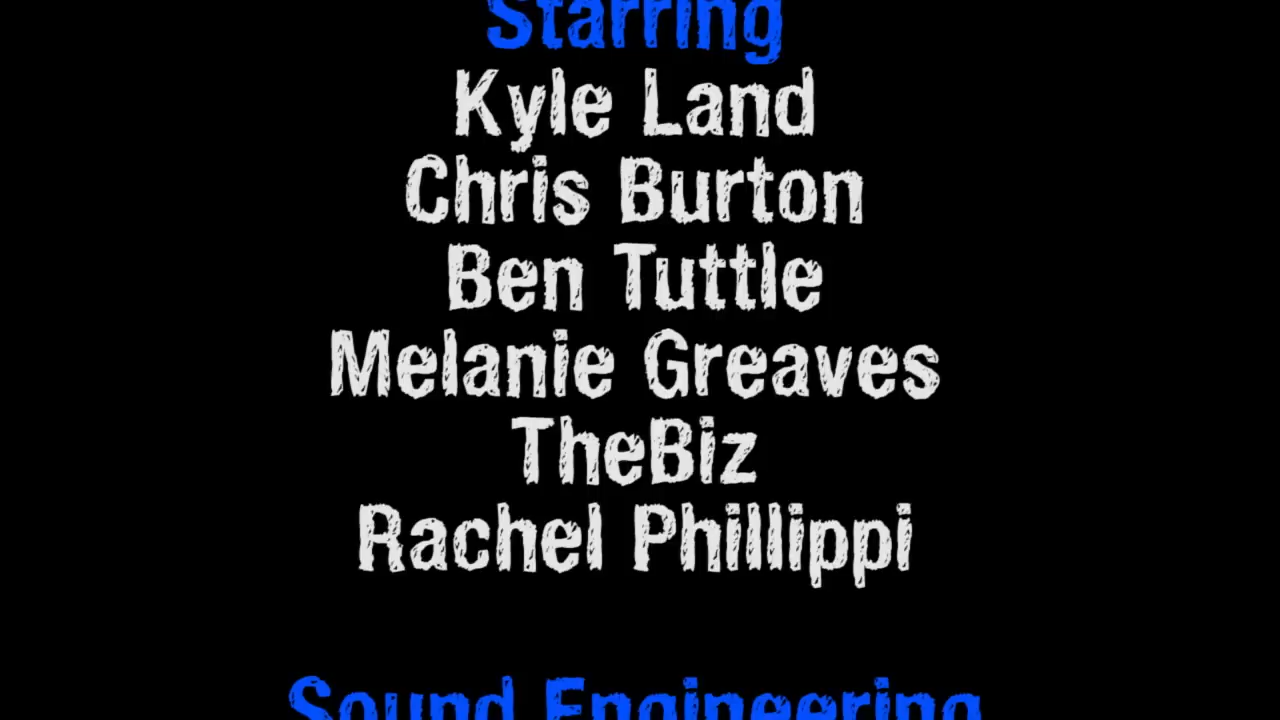 Starring
Kyle Land
Chris Burton
Ben Tuttle
Melanie Greaves
TheBiz
Rachel Phillippi
Sound Engineering